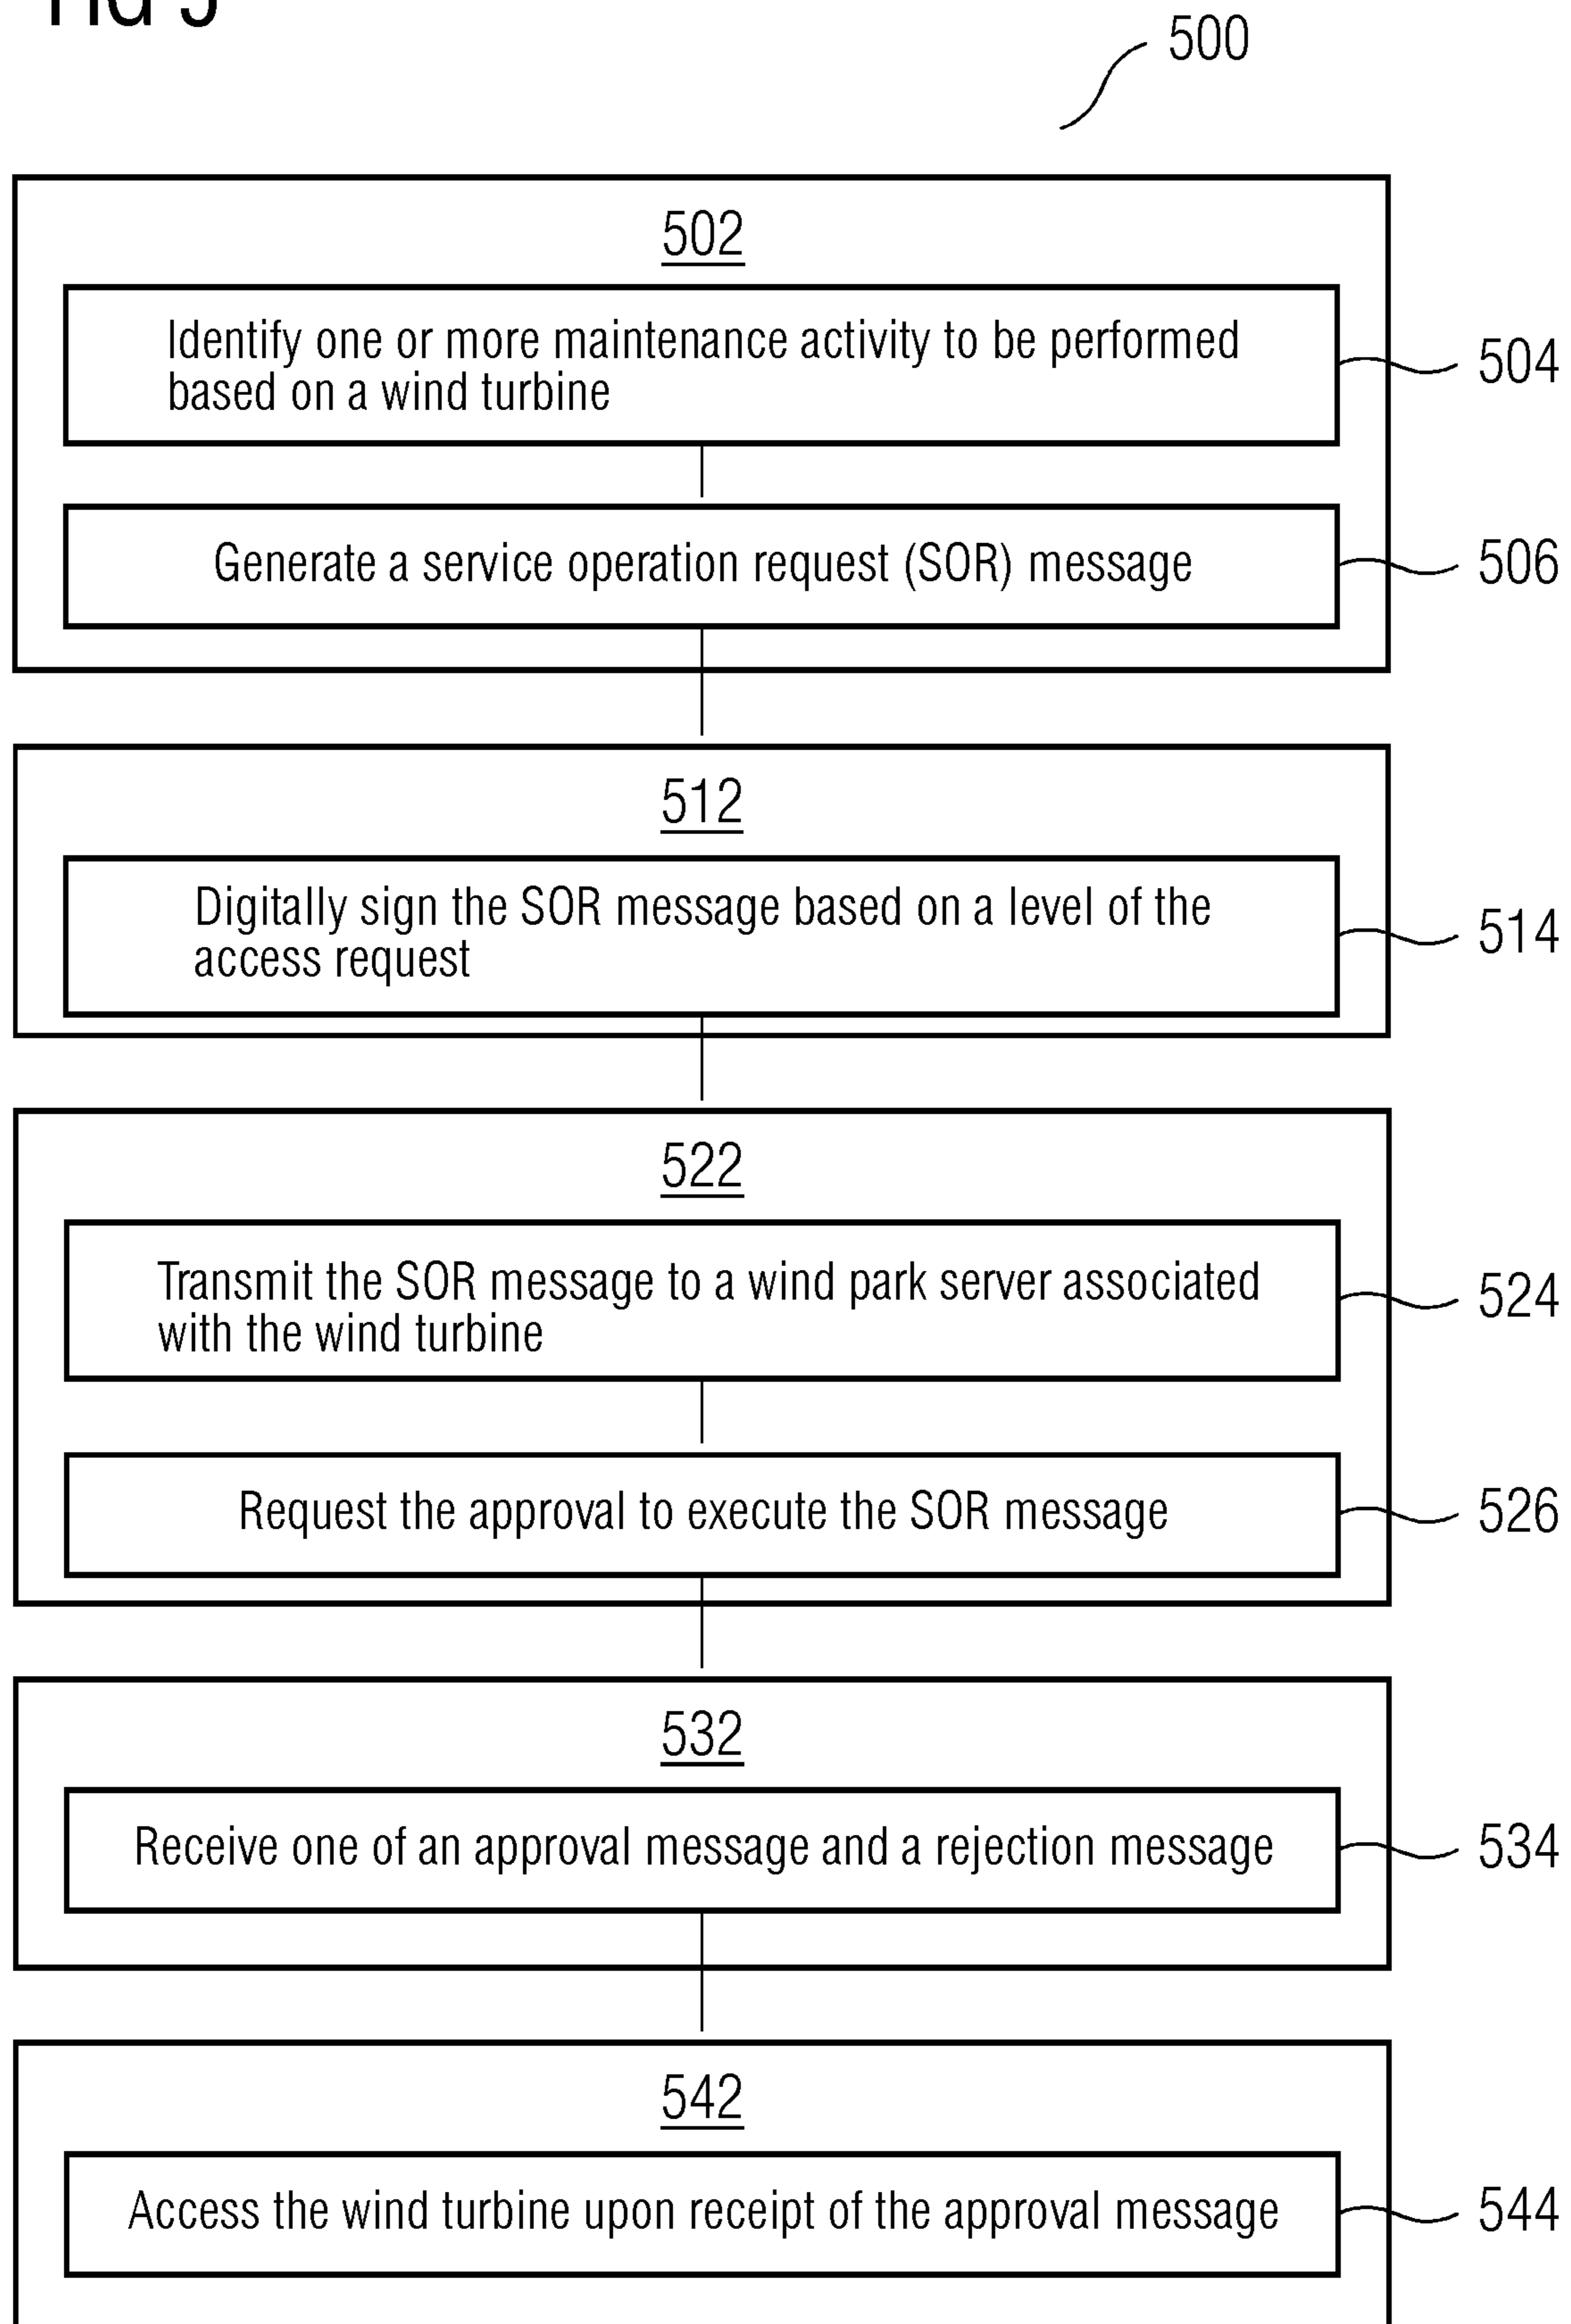 FIG 5
500
502
Identify one or more maintenance activity to be performed
based on a wind turbine
504
Generate a service operation request (SOR) message
506
512
Digitally sign the SOR message based on a level of the
access request
514
522
Transmit the SOR message to a wind park server associated
with the wind turbine
524
Request the approval to execute the SOR message
526
532
Receive one of an approval message and a rejection message
534
542
Access the wind turbine upon receipt of the approval message
544